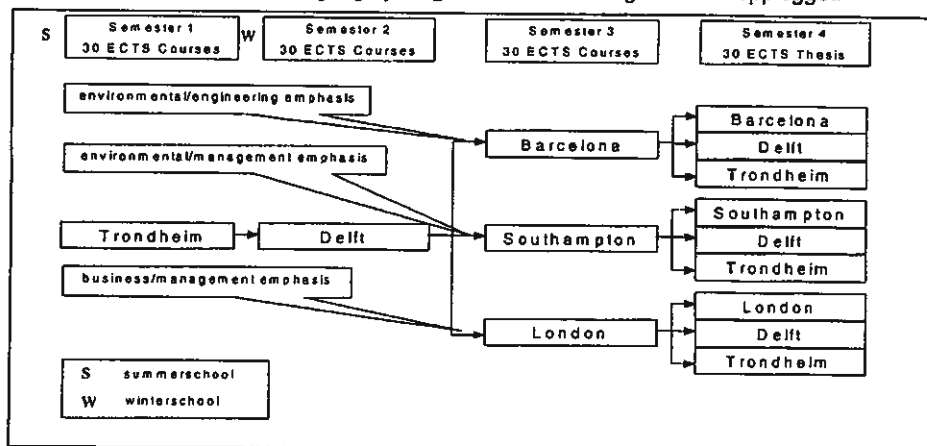 S
Semester 1
30 ECTS Courses
W
Semester 2
30 ECTS Courses
Semester 3
30 ECTS Courses
Semester 4
30 ECTS Thesis
environmental/engineering emphasis
Barcelona
Barcelona
Delft
Trondheim
environmental/management emphasis
Trondheim
Delft
Southampton
Southampton
Delft
Trondheim
business/management emphasis
London
London
Delft
Trondheim
S summerschool
W winterschool